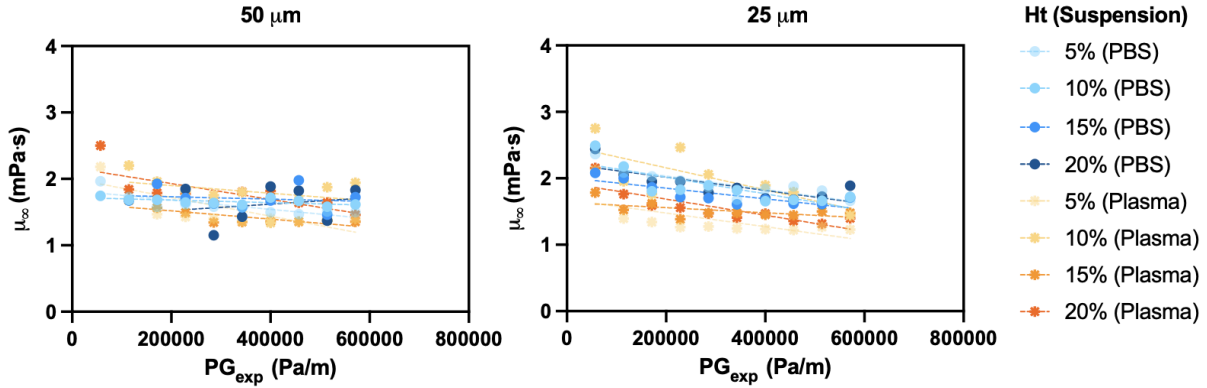 50 μm
4
3
2
1
0
μ∞ (mPa·s)
0 200000 400000 600000 800000
PGexp (Pa/m)
25 μm
4
3
2
1
0
μ∞ (mPa·s)
0 200000 400000 600000 800000
PGexp (Pa/m)
Ht (Suspension)
5% (PBS)
10% (PBS)
15% (PBS)
20% (PBS)
5% (Plasma)
10% (Plasma)
15% (Plasma)
20% (Plasma)